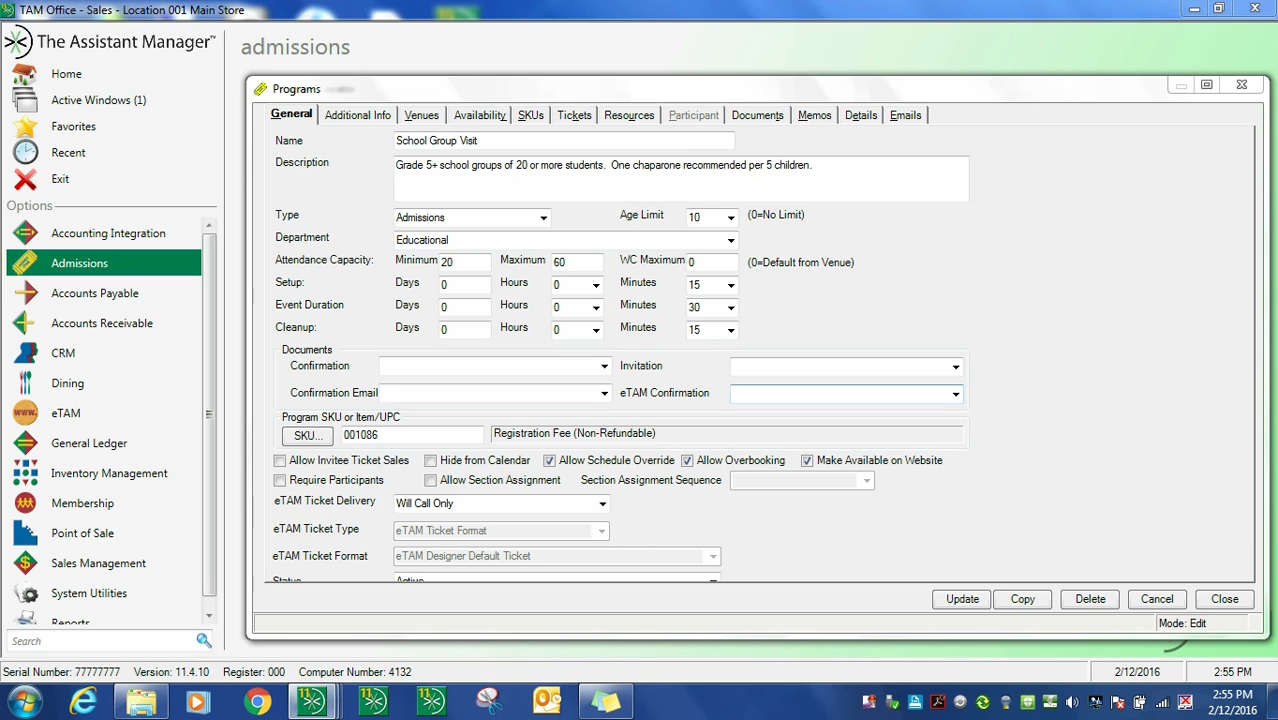 TAM Office - Sales - Location 001 Main Store
The Assistant Manager™
Home
Active Windows (1)
Favorites
Recent
Exit
Options
Accounting Integration
Admissions
Accounts Payable
Accounts Receivable
CRM
Dining
www.
eTAM
General Ledger
Inventory Management
Membership
Point of Sale
Sales Management
System Utilities
Reports
Search
admissions
Programs
General Additional Info Venues Availability SKUs Tickets Resources Participant Documents Memos Details Emails
Name School Group Visit
Description Grade 5+ school groups of 20 or more students. One chaparone recommended per 5 children.
Type Admissions Age Limit 10 (0=No Limit)
Department Educational
Attendance Capacity: Minimum 20 Maximum 60 WC Maximum 0 (0=Default from Venue)
Setup: Days 0 Hours 0 Minutes 15
Event Duration Days 0 Hours 0 Minutes 30
Cleanup: Days 0 Hours 0 Minutes 15
Documents
Confirmation Invitation
Confirmation Email eTAM Confirmation
Program SKU or Item/UPC
SKU... 001086 Registration Fee (Non-Refundable)
Allow Invitee Ticket Sales Hide from Calendar Allow Schedule Override Allow Overbooking Make Available on Website
Require Participants Allow Section Assignment Section Assignment Sequence
eTAM Ticket Delivery Will Call Only
eTAM Ticket Type eTAM Ticket Format
eTAM Ticket Format eTAM Designer Default Ticket
Status Active
Update Copy Delete Cancel Close
Mode: Edit
Serial Number: 77777777 Version: 11.4.10 Register: 000 Computer Number: 4132 2/12/2016 2:55 PM
2:55 PM
2/12/2016